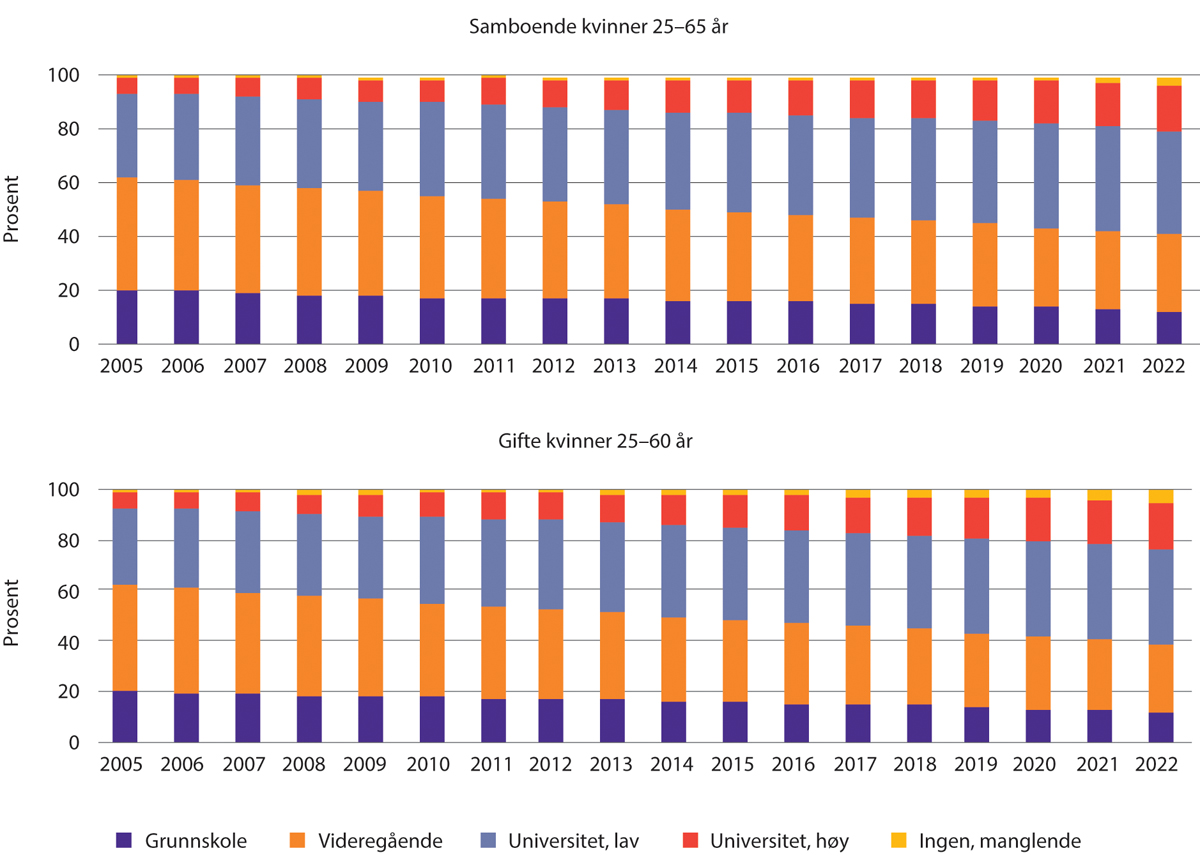 Samboende kvinner 25–65 år
Prosent
100
80
60
40
20
0
2005 2006 2007 2008 2009 2010 2011 2012 2013 2014 2015 2016 2017 2018 2019 2020 2021 2022
Gifte kvinner 25–60 år
Prosent
100
80
60
40
20
0
2005 2006 2007 2008 2009 2010 2011 2012 2013 2014 2015 2016 2017 2018 2019 2020 2021 2022
Grunnskole Videregående Universitet, lav Universitet, høy Ingen, manglende